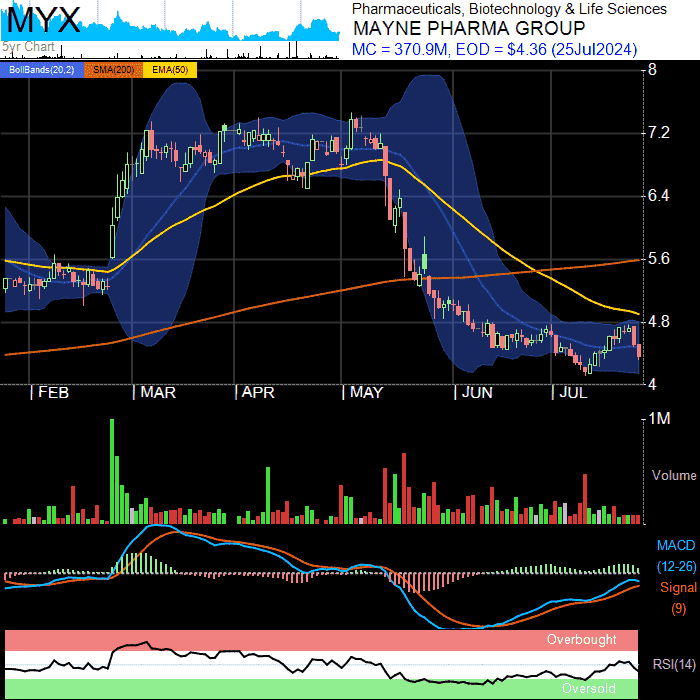 MYX
5yr Chart
Pharmaceuticals, Biotechnology & Life Sciences
MAYNE PHARMA GROUP
MC = 370.9M, EOD = $4.36 (25Jul2024)
BollBands(20,2) SMA(200) EMA(50)
8
7.2
6.4
5.6
4.8
4
| FEB | MAR | APR | MAY | JUN | JUL
1M
Volume
MACD
(12-26)
Signal
(9)
Overbought
RSI(14)
Oversold